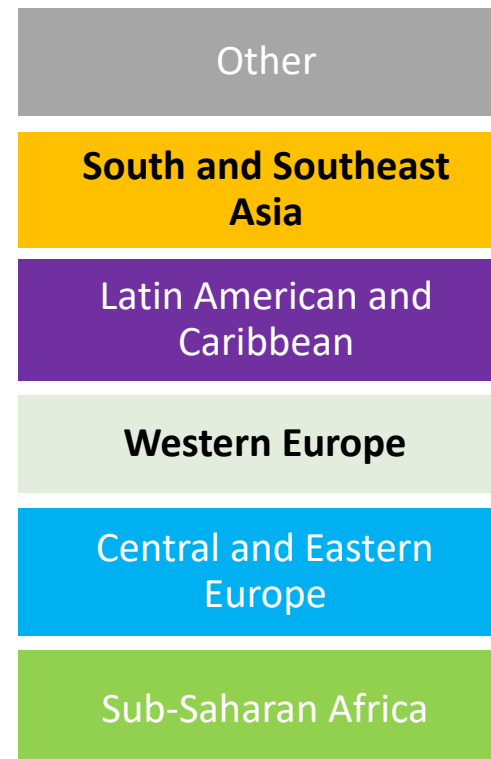 Other
South and Southeast
Asia
Latin American and
Caribbean
Western Europe
Central and Eastern
Europe
Sub-Saharan Africa